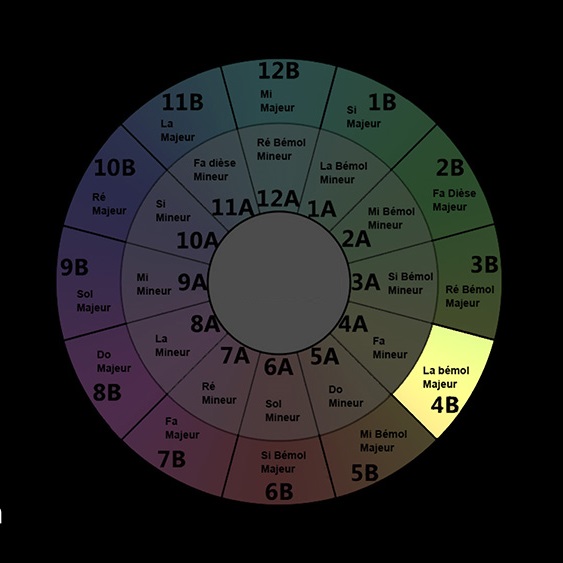 12B
Mi
Majeur
1B
Si
Majeur
2B
Fa Dièse
Majeur
3B
Ré Bémol
Majeur
La bémol
Majeur
4B
Mi Bémol
Majeur
5B
Si Bémol
Majeur
6B
Fa
Majeur
7B
Do
Majeur
8B
9B
Sol
Majeur
10B
Ré
Majeur
11B
La
Majeur
Ré Bémol
Mineur
12A
La Bémol
Mineur
1A
Mi Bémol
Mineur
2A
3A
Si Bémol
Mineur
4A
Fa
Mineur
5A
Do
Mineur
6A
Sol
Mineur
7A
Ré
Mineur
8A
La
Mineur
Mi
Mineur
9A
Si
Mineur
10A
Fa dièse
Mineur
11A